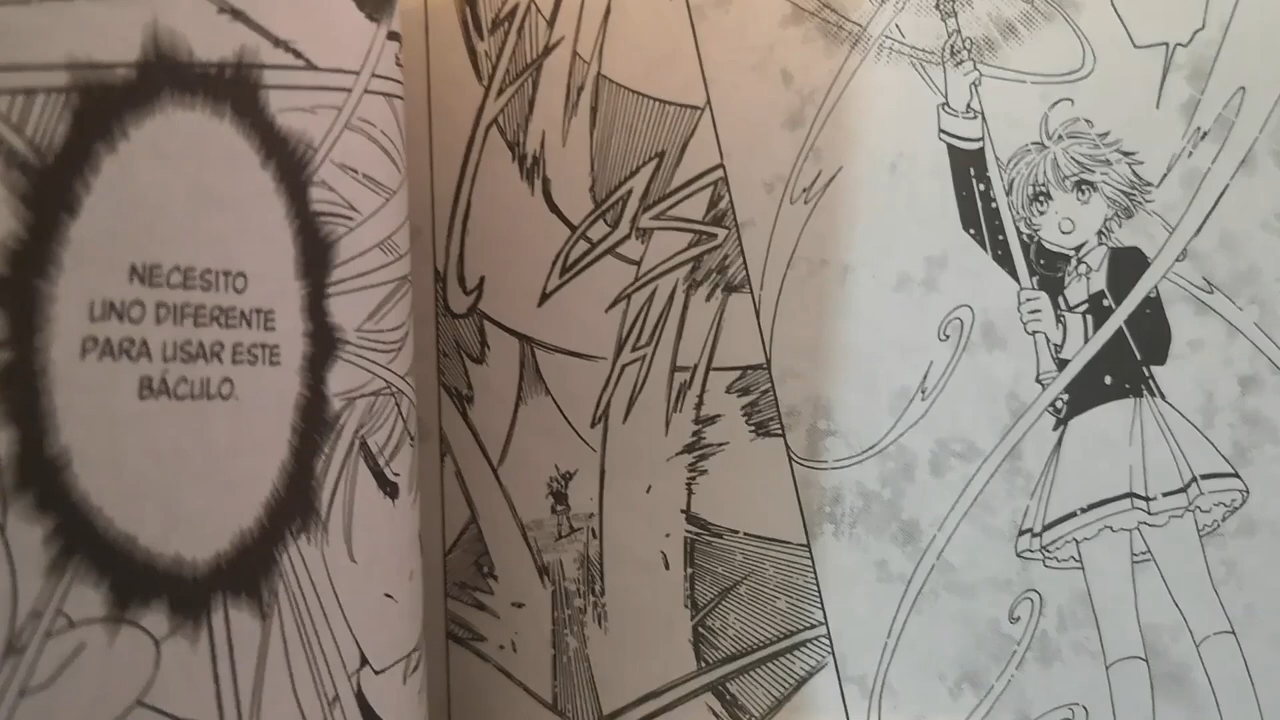 NECESITO
UNO DIFERENTE
PARA USAR ESTE
BÁCULO.